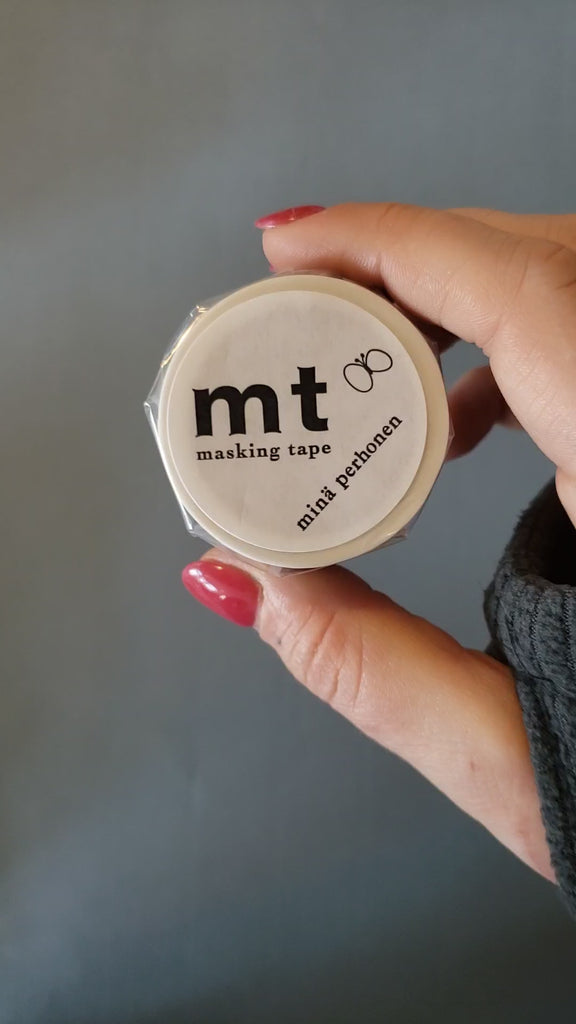 mt
masking tape
minä perhonen